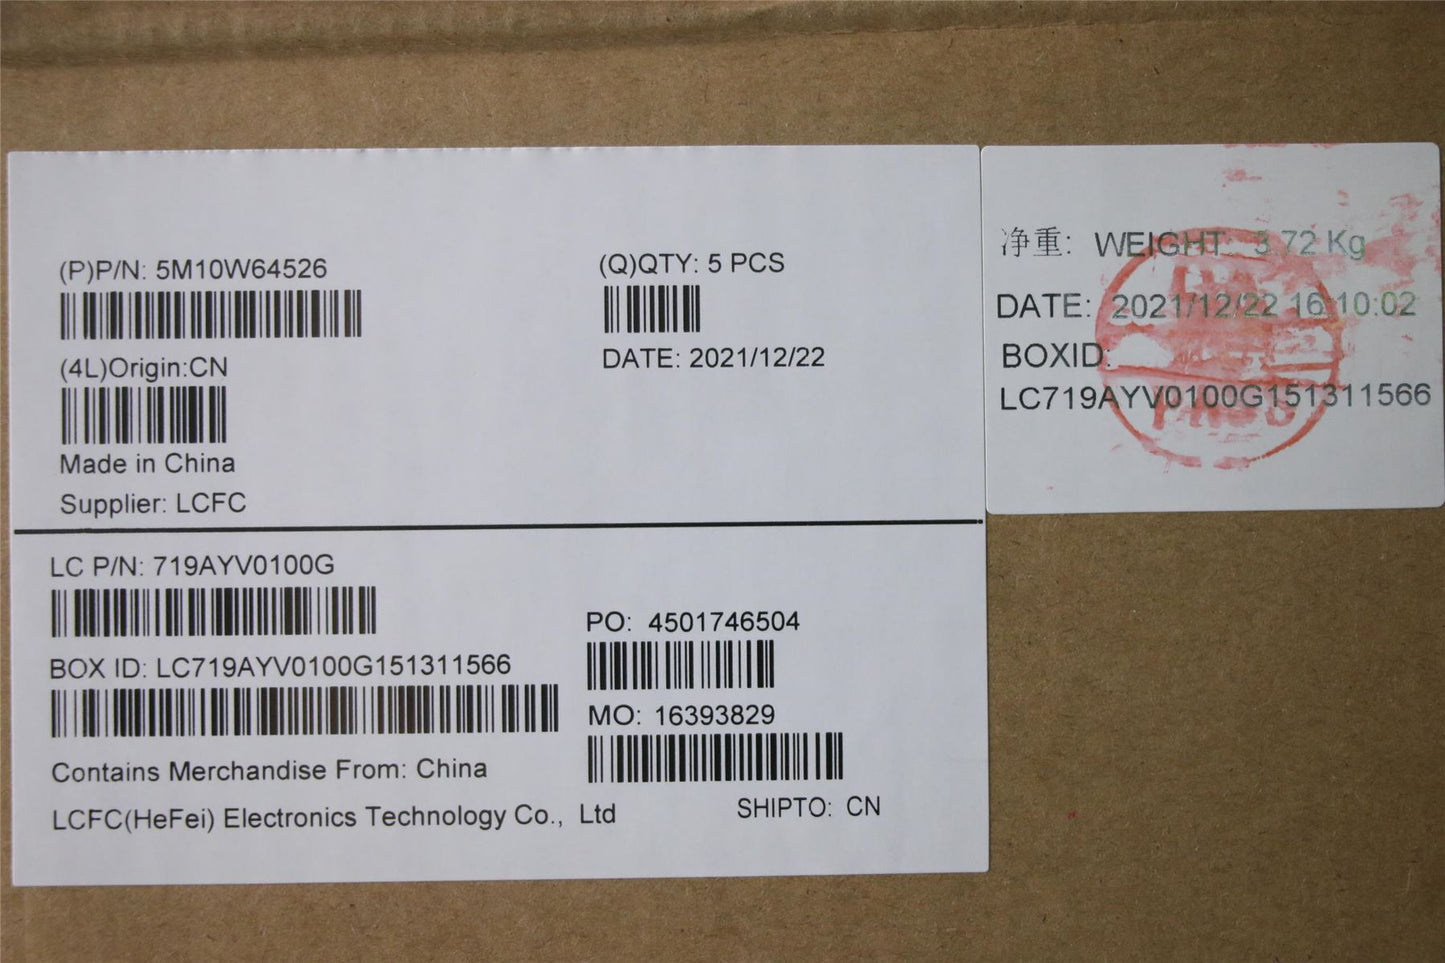 (P)P/N: 5M10W64526
(Q)QTY: 5 PCS
(4L)Origin:CN
DATE: 2021/12/22
Made in China
Supplier: LCFC
LC P/N: 719AYV0100G
PO: 4501746504
BOX ID: LC719AYV0100G151311566
MO: 16393829
Contains Merchandise From: China
SHIPTO: CN
LCFC(HeFei) Electronics Technology Co., Ltd
净重: WEIGHT: 3.72 Kg
DATE: 2021/12/22 16:10:02
BOXID:
LC719AYV0100G151311566